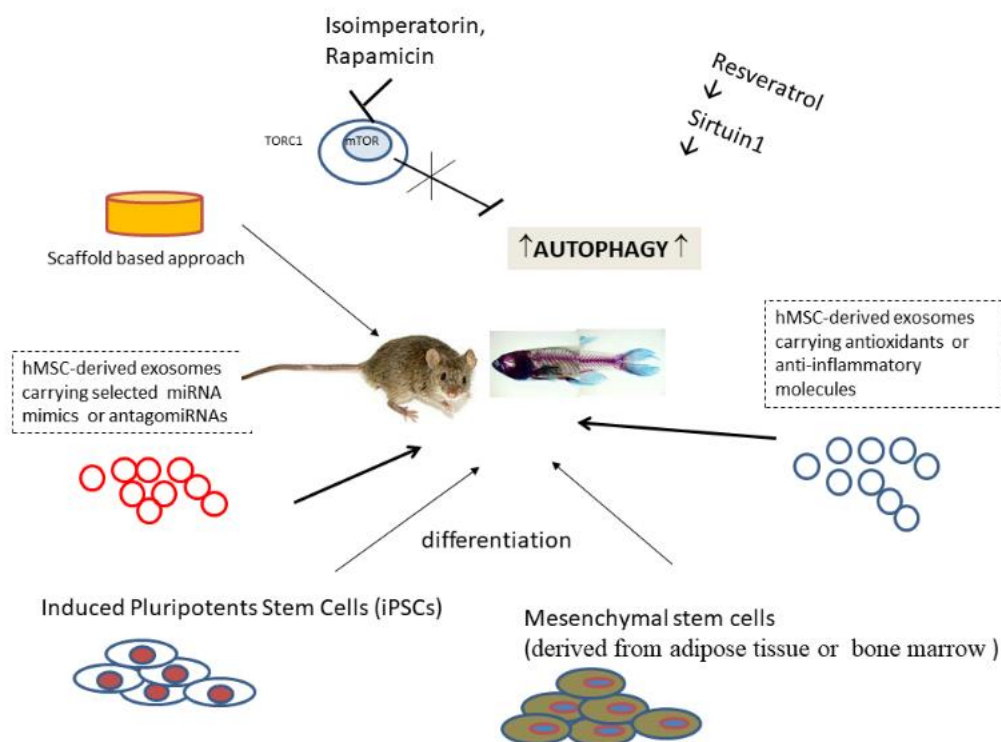 Isoimperatorin,
Rapamicin
Resveratrol
Sirtuin1
TORC1
mTOR
↑AUTOPHAGY↑
Scaffold based approach
hMSC-derived exosomes
carrying selected miRNA
mimics or antagomiRNAs
hMSC-derived exosomes
carrying antioxidants or
anti-inflammatory
molecules
differentiation
Induced Pluripotents Stem Cells (iPSCs)
Mesenchymal stem cells
(derived from adipose tissue or bone marrow )